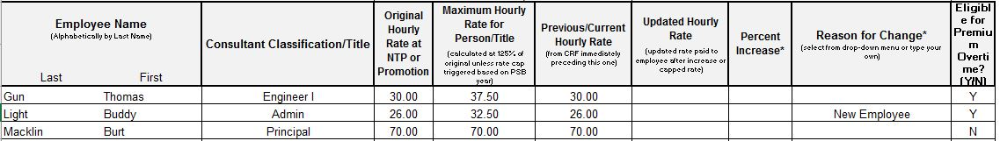 Employee Name
(Alphabetically by Last Name)
Last First
Consultant Classification/Title
Original
Hourly
Rate at
NTP or
Promotion
Maximum Hourly
Rate for
Person/Title
(calculated at 125% of
original unless rate cap
triggered based on PSB
year)
Previous/Current
Hourly Rate
(from CRF immediately
preceding this one)
Updated Hourly
Rate
(updated rate paid to
employee after increase or
capped rate)
Percent
Increase*
Reason for Change*
(select from drop-down menu or type your
own)
Eligibl
e for
Premiu
m
Overti
me?
(Y/N)
Gun Thomas Engineer I 30.00 37.50 30.00 Y
Light Buddy Admin 26.00 32.50 26.00 New Employee Y
Macklin Burt Principal 70.00 70.00 70.00 N